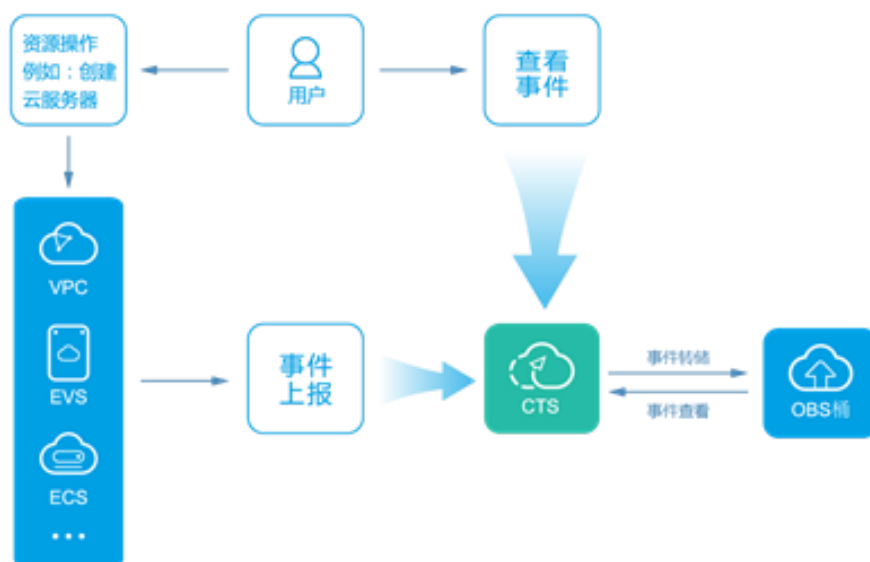 资源操作
例如：创建
云服务器
用户
查看
事件
VPC
EVS
ECS
事件
上报
CTS
事件转储
事件查看
OBS桶